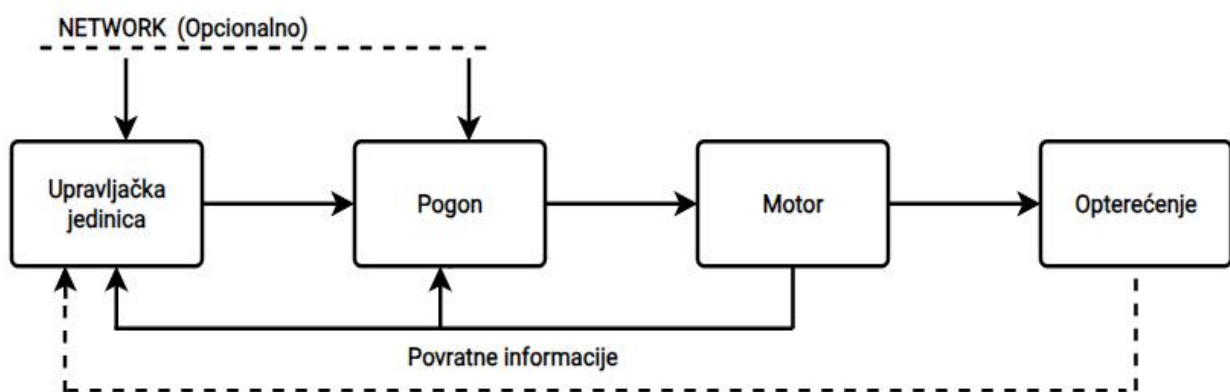 NETWORK (Opcionalno)
Upravljačka
jedinica
Pogon
Motor
Opterećenje
Povratne informacije